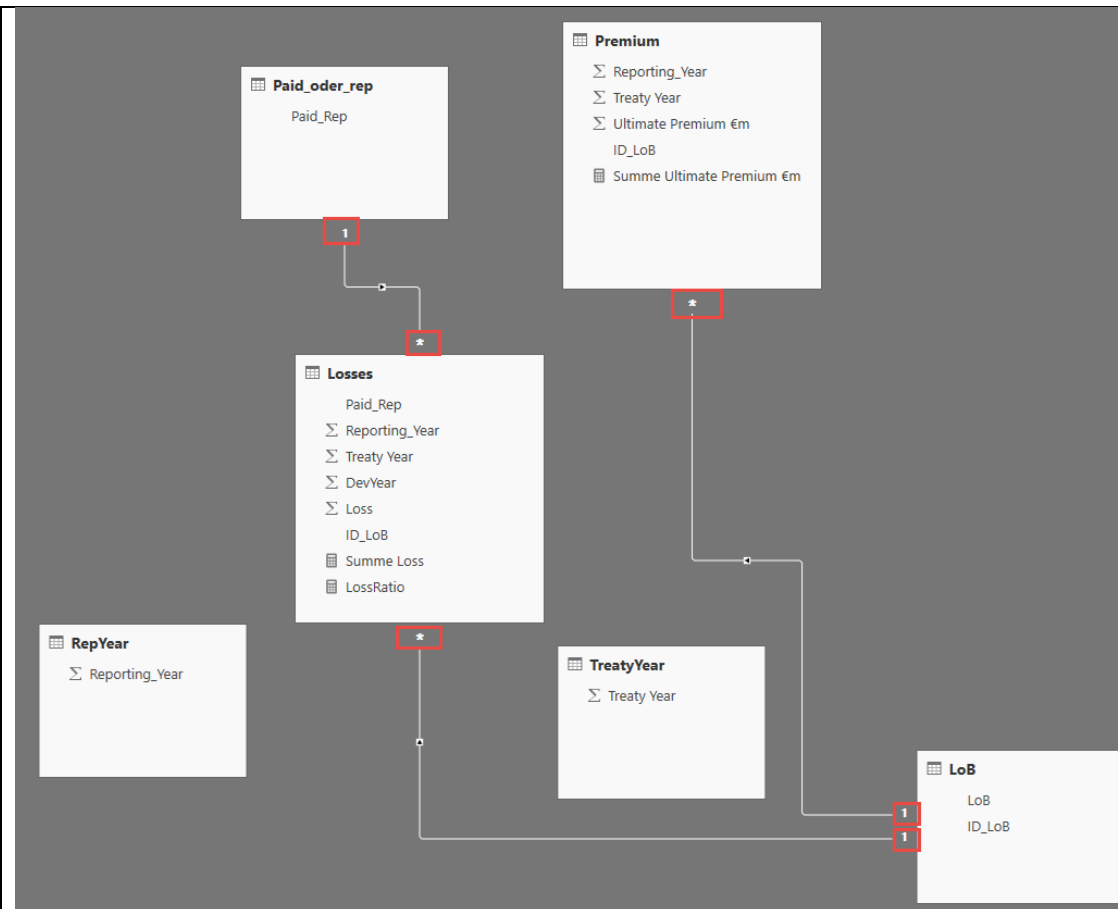 Paid_oder_rep
Paid_Rep
1
Premium
Reporting_Year
Treaty Year
Ultimate Premium €m
ID_LoB
Summe Ultimate Premium €m
*
*
Losses
Paid_Rep
Reporting_Year
Treaty Year
DevYear
Loss
ID_LoB
Summe Loss
LossRatio
*
RepYear
Reporting_Year
TreatyYear
Treaty Year
LoB
LoB
ID_LoB
1
1